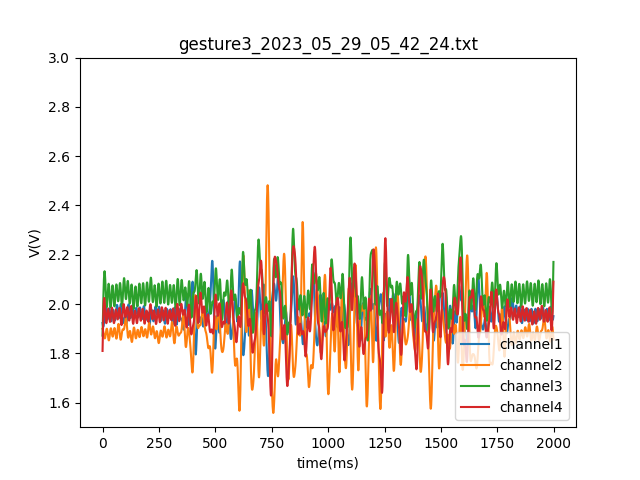 gesture3_2023_05_29_05_42_24.txt
3.0
2.8
2.6
2.4
2.2
2.0
1.8
1.6
V(V)
channel1
channel2
channel3
channel4
0 250 500 750 1000 1250 1500 1750 2000
time(ms)